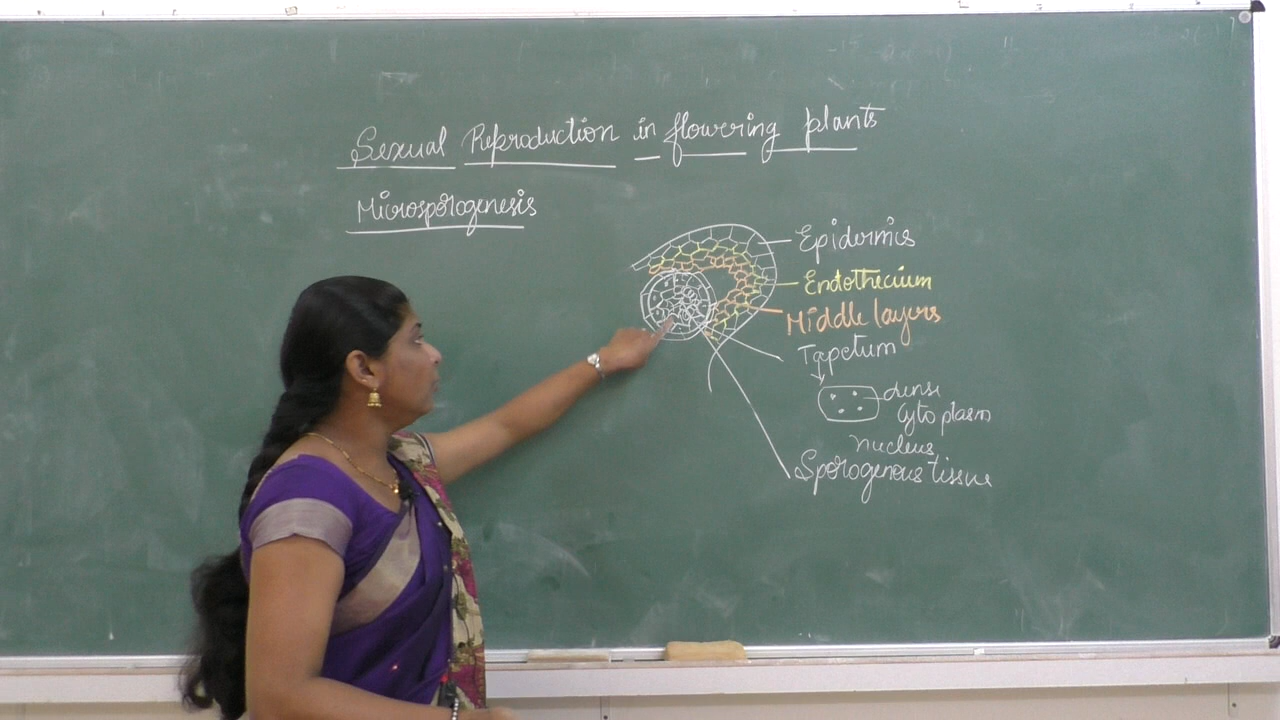 Sexual Reproduction in flowering plants
Microsporogenesis
Epidermis
Endothecium
Middle layers
Tapetum
dense
Cytoplasm
nucleus
Sporogenous tissue